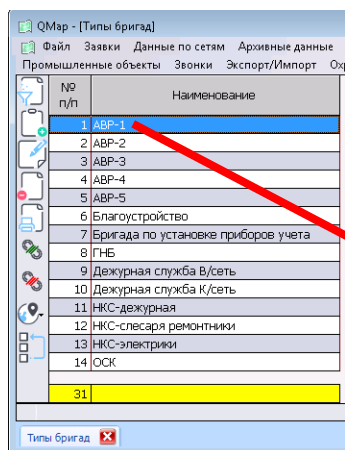 QMap - [Типы бригад]
Файл Заявки Данные по сетям Архивные данные
Промышленные объекты Звонки Экспорт/Импорт
№ п/п Наименование
1 АВР-1
2 АВР-2
3 АВР-3
4 АВР-4
5 АВР-5
6 Благоустройство
7 Бригада по установке приборов учета
8 ГНБ
9 Дежурная служба В/сеть
10 Дежурная служба К/сеть
11 НКС-дежурная
12 НКС-слесаря ремонтники
13 НКС-электрики
14 ОСК
31
Типы бригад